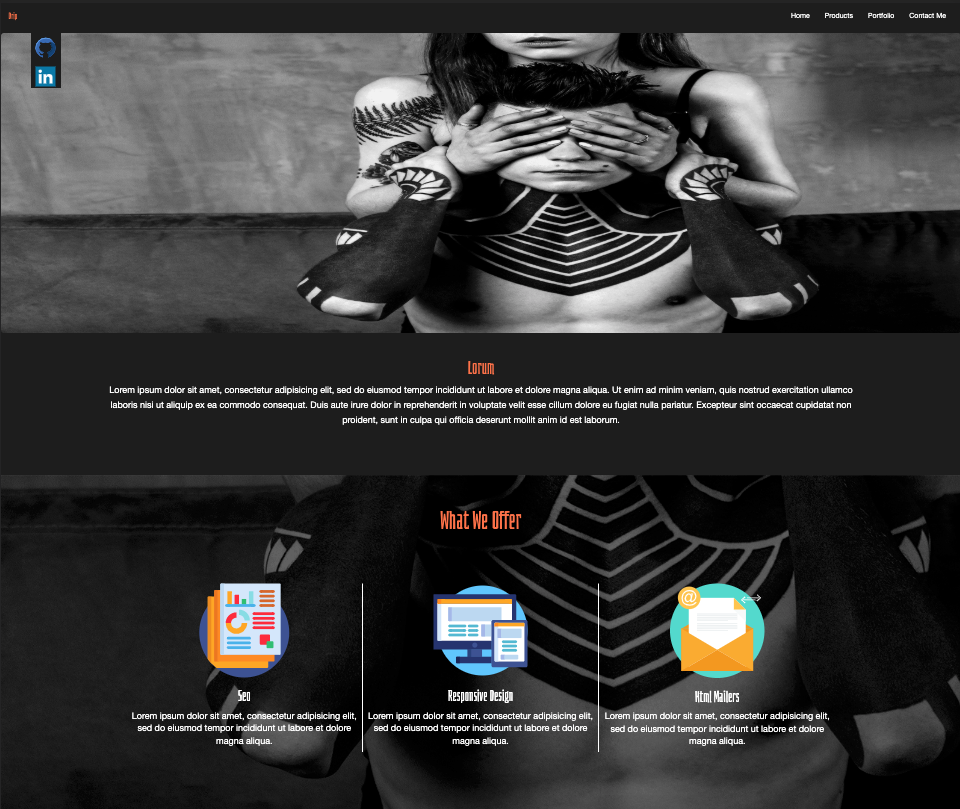 Home Products Portfolio Contact Me
in
Lorum
Lorem ipsum dolor sit amet, consectetur adipisicing elit, sed do eiusmod tempor incididunt ut labore et dolore magna aliqua. Ut enim ad minim veniam, quis nostrud exercitation ullamco
laboris nisi ut aliquip ex ea commodo consequat. Duis aute irure dolor in reprehenderit in voluptate velit esse cillum dolore eu fugiat nulla pariatur. Excepteur sint occaecat cupidatat non
proident, sunt in culpa qui officia deserunt mollit anim id est laborum.
What We Offer
@
Seo
Lorem ipsum dolor sit amet, consectetur adipisicing elit,
sed do eiusmod tempor incididunt ut labore et dolore
magna aliqua.
Responsive Design
Lorem ipsum dolor sit amet, consectetur adipisicing elit,
sed do eiusmod tempor incididunt ut labore et dolore
magna aliqua.
Html Mailers
Lorem ipsum dolor sit amet, consectetur adipisicing elit,
sed do eiusmod tempor incididunt ut labore et dolore
magna aliqua.